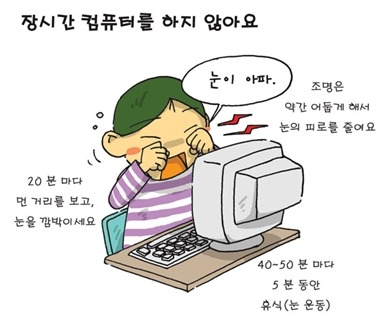 장시간 컴퓨터를 하지 않아요
눈이 아파.
조명은
약간 어둡게 해서
눈의 피로를 줄여요
20 분 마다
먼 거리를 보고,
눈을 깜박이세요
40~50 분 마다
5 분 동안
휴식(눈 운동)